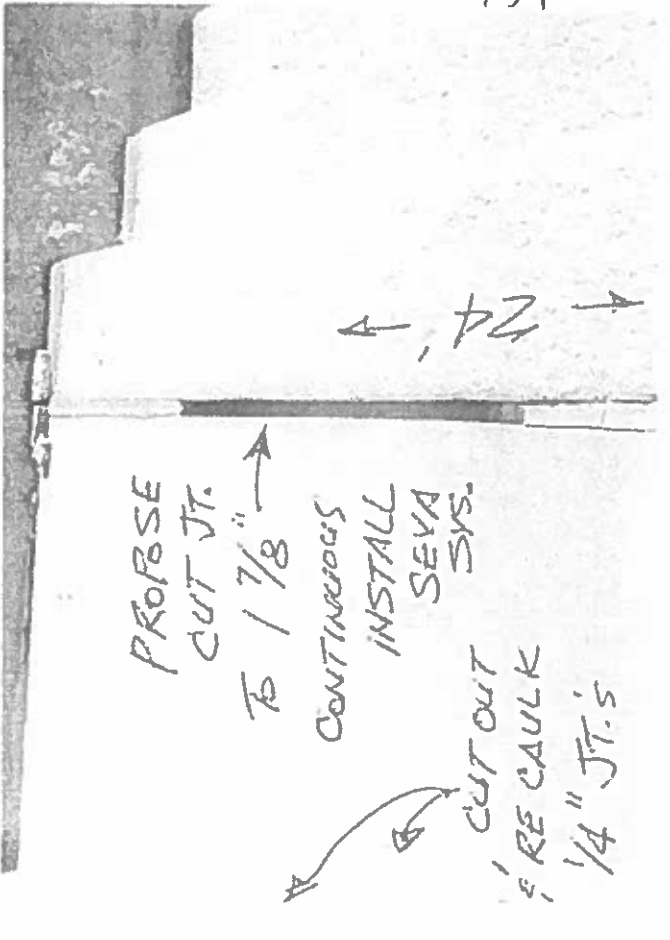 PROPOSE
CUT JT.
TO 1 7/8"
CONTINUOUS
INSTALL
SEVA
SYS.
24'
CUT OUT
& RE CAULK
1/4" JT.'S